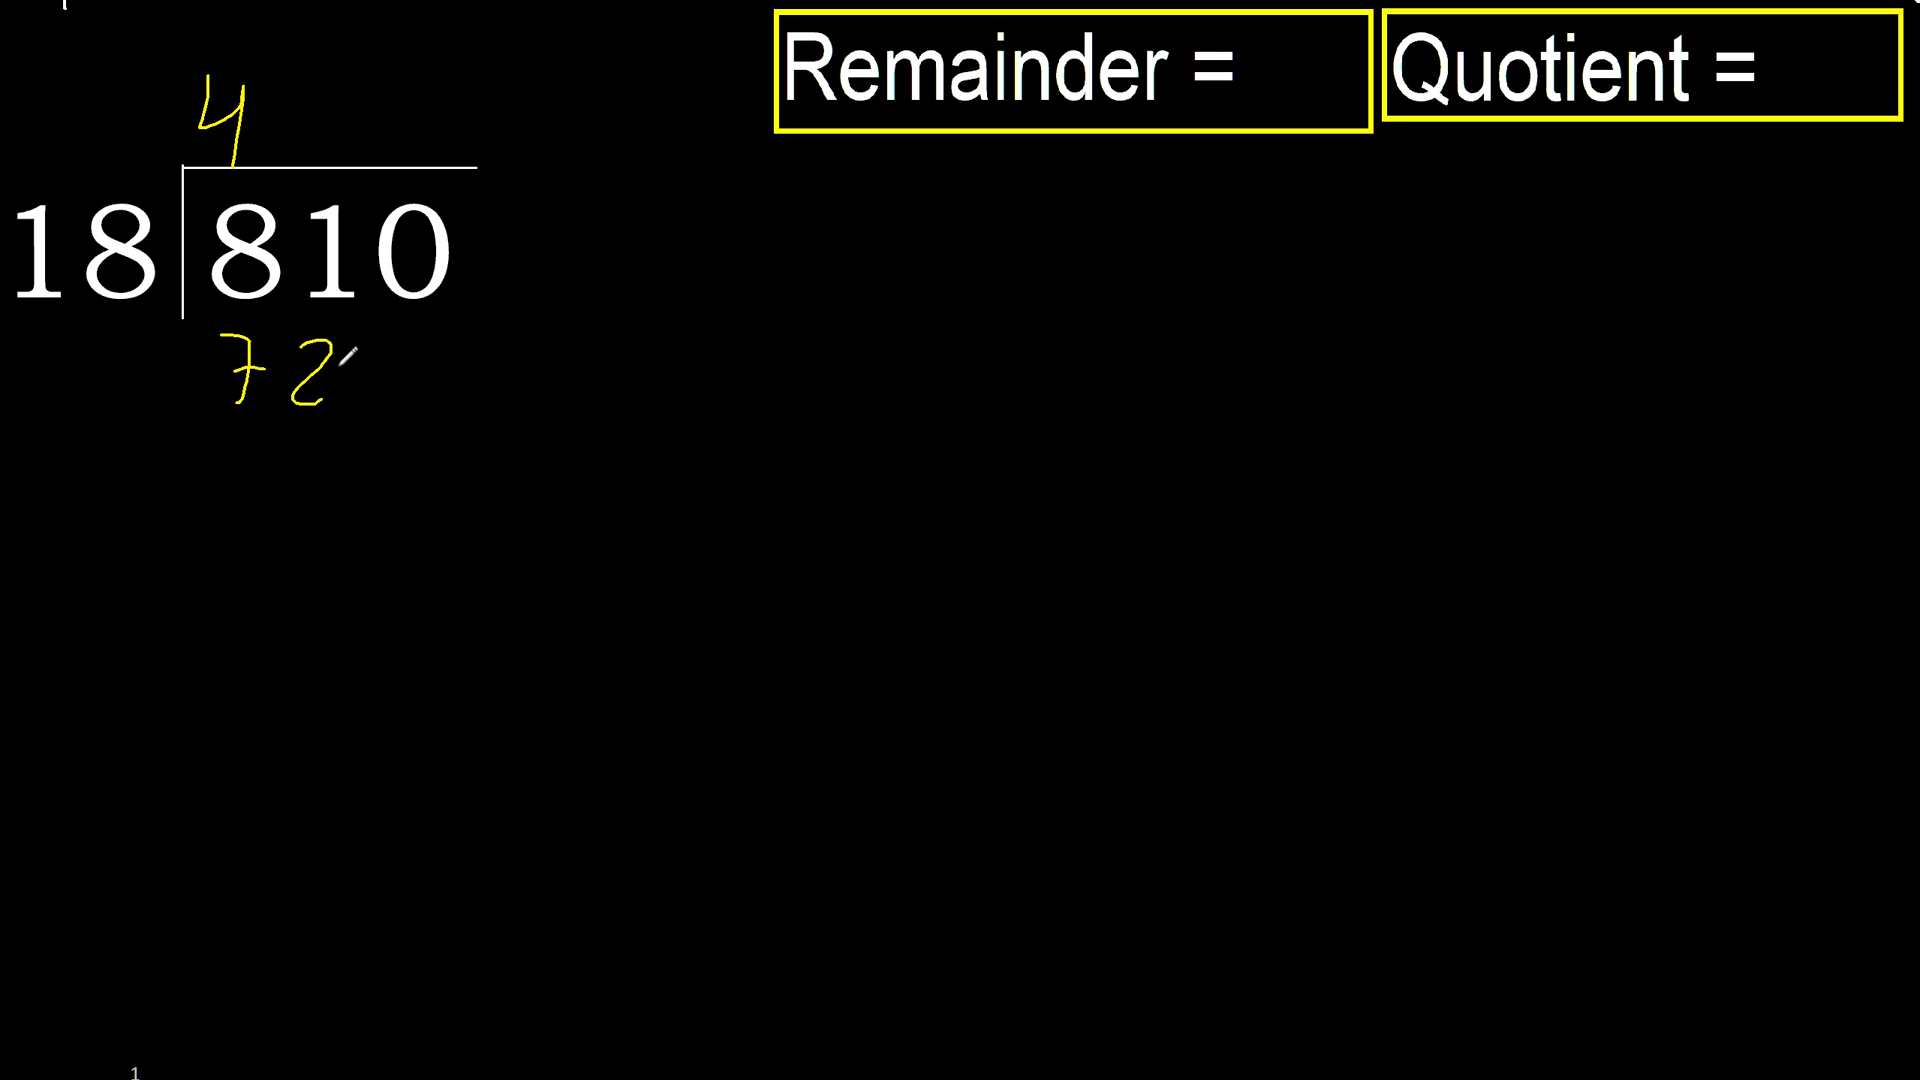 Remainder = Quotient =
4
18 810
72
1